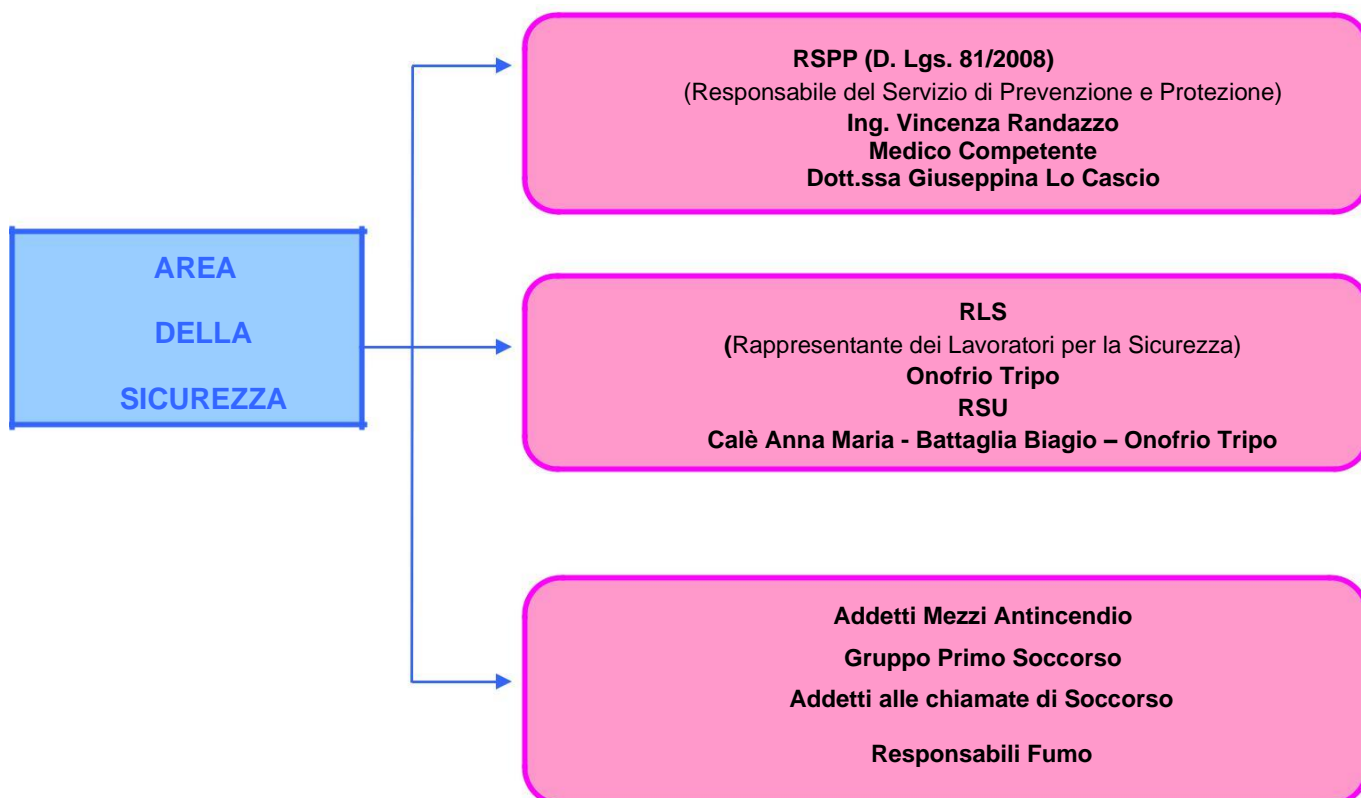 RSPP (D. Lgs. 81/2008)
(Responsabile del Servizio di Prevenzione e Protezione)
Ing. Vincenza Randazzo
Medico Competente
Dott.ssa Giuseppina Lo Cascio
AREA
DELLA
SICUREZZA
RLS
(Rappresentante dei Lavoratori per la Sicurezza)
Onofrio Tripo
RSU
Calè Anna Maria - Battaglia Biagio – Onofrio Tripo
Addetti Mezzi Antincendio
Gruppo Primo Soccorso
Addetti alle chiamate di Soccorso
Responsabili Fumo